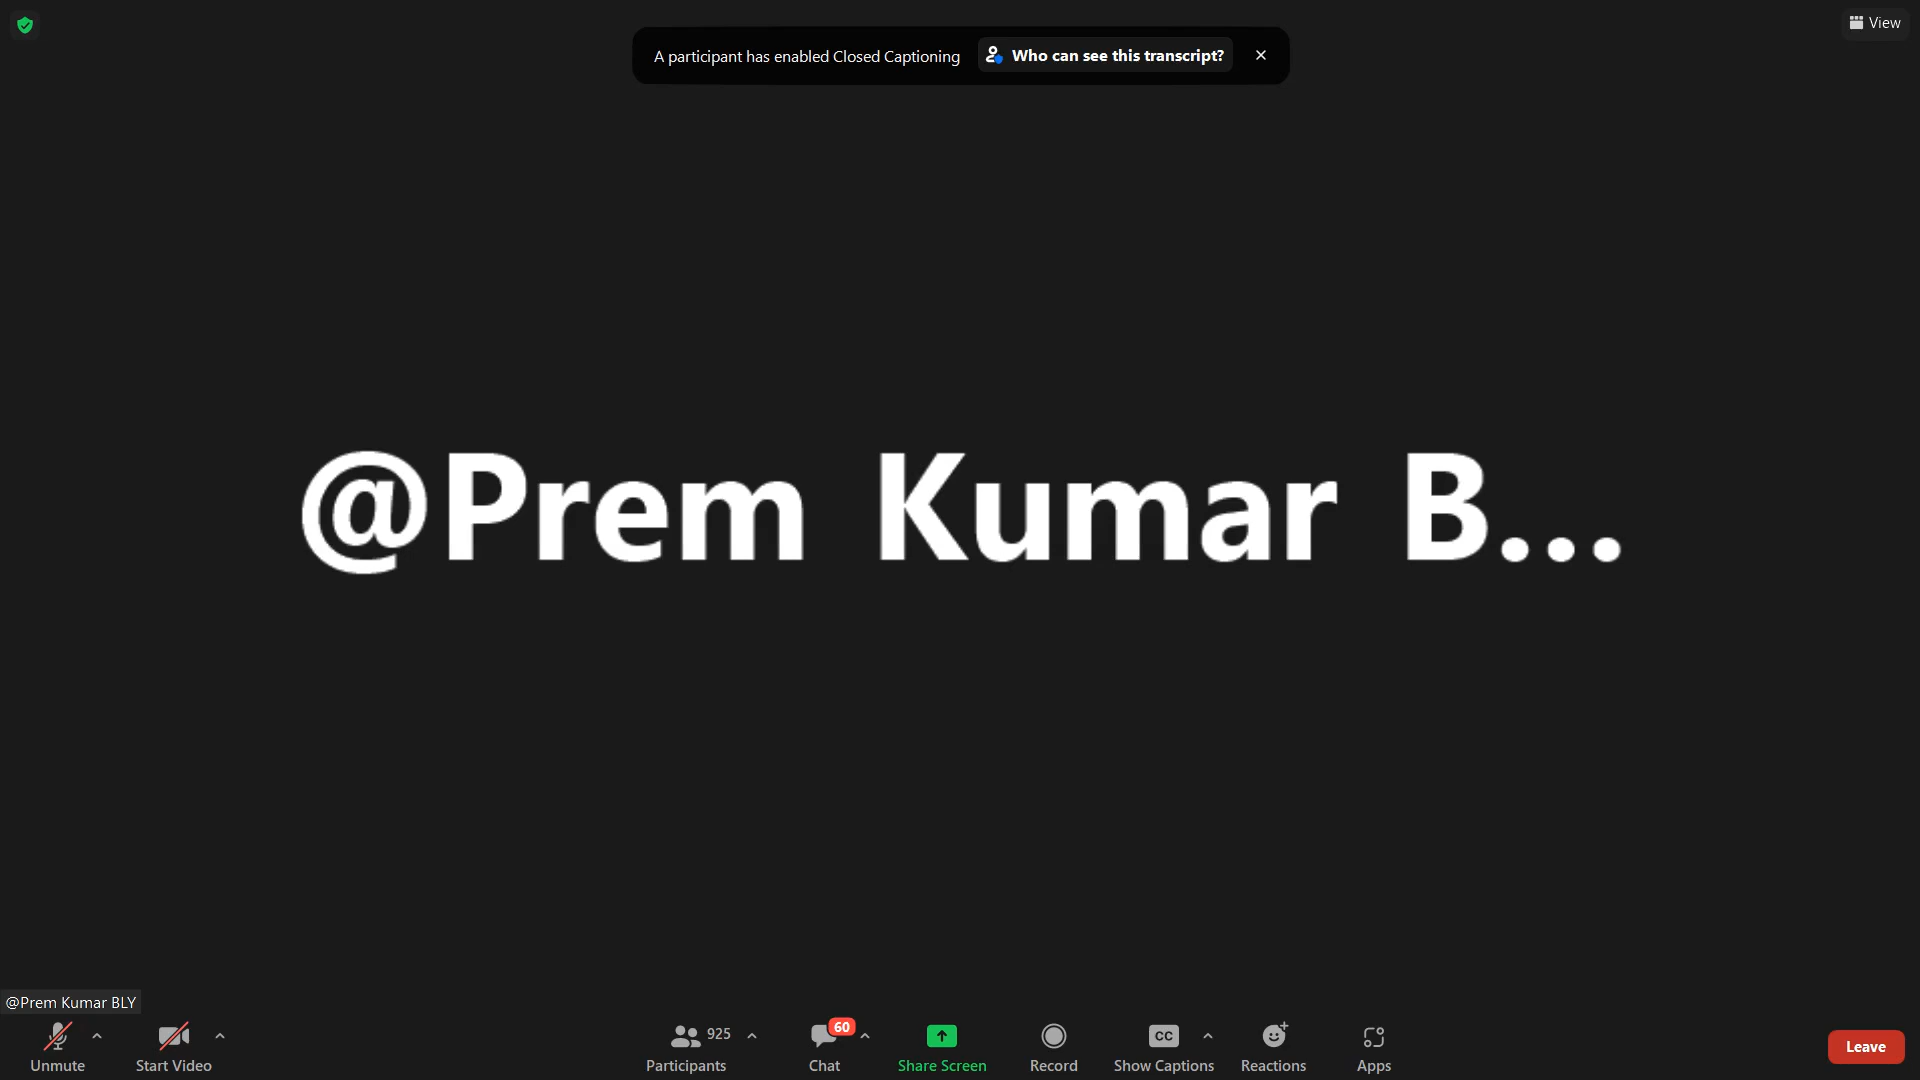 View
A participant has enabled Closed Captioning Who can see this transcript?
@Prem Kumar B...
@Prem Kumar BLY
925 60 CC
Unmute Start Video Participants Chat Share Screen Record Show Captions Reactions Apps Leave